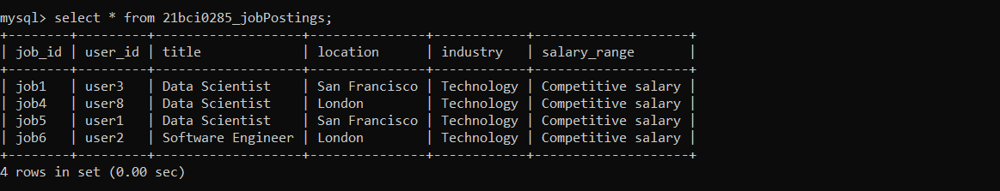 mysql> select * from 21bci0285_jobPostings;
+--------+---------+-------------------+---------------+------------+--------------------+
| job_id | user_id | title             | location      | industry   | salary_range       |
+--------+---------+-------------------+---------------+------------+--------------------+
| job1   | user3   | Data Scientist    | San Francisco | Technology | Competitive salary |
| job4   | user8   | Data Scientist    | London        | Technology | Competitive salary |
| job5   | user1   | Data Scientist    | San Francisco | Technology | Competitive salary |
| job6   | user2   | Software Engineer | London        | Technology | Competitive salary |
+--------+---------+-------------------+---------------+------------+--------------------+
4 rows in set (0.00 sec)